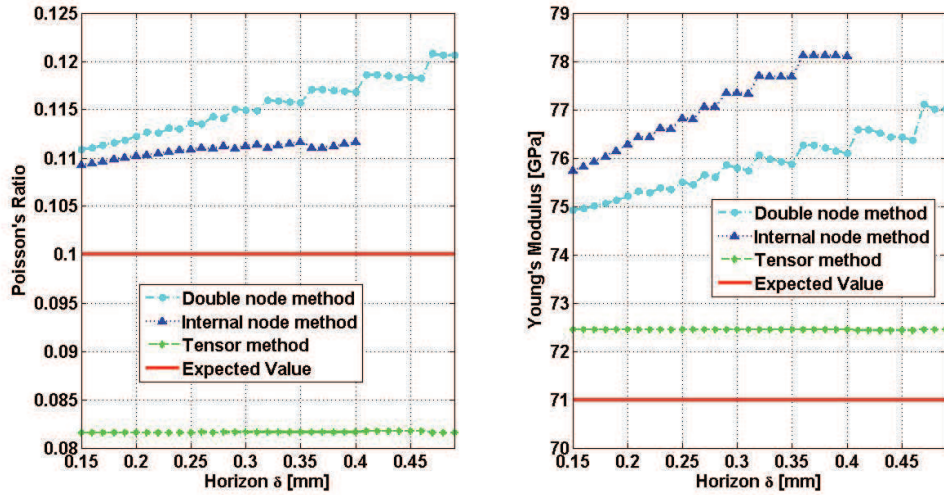 0.125
0.12
0.115
0.11
0.105
0.1
0.095
0.09
0.085
0.08
Poisson's Ratio
Double node method
Internal node method
Tensor method
Expected Value
0.15 0.2 0.25 0.3 0.35 0.4 0.45
Horizon δ [mm]
79
78
77
76
75
74
73
72
71
70
Young's Modulus [GPa]
Double node method
Internal node method
Tensor method
Expected Value
0.15 0.2 0.25 0.3 0.35 0.4 0.45
Horizon δ [mm]